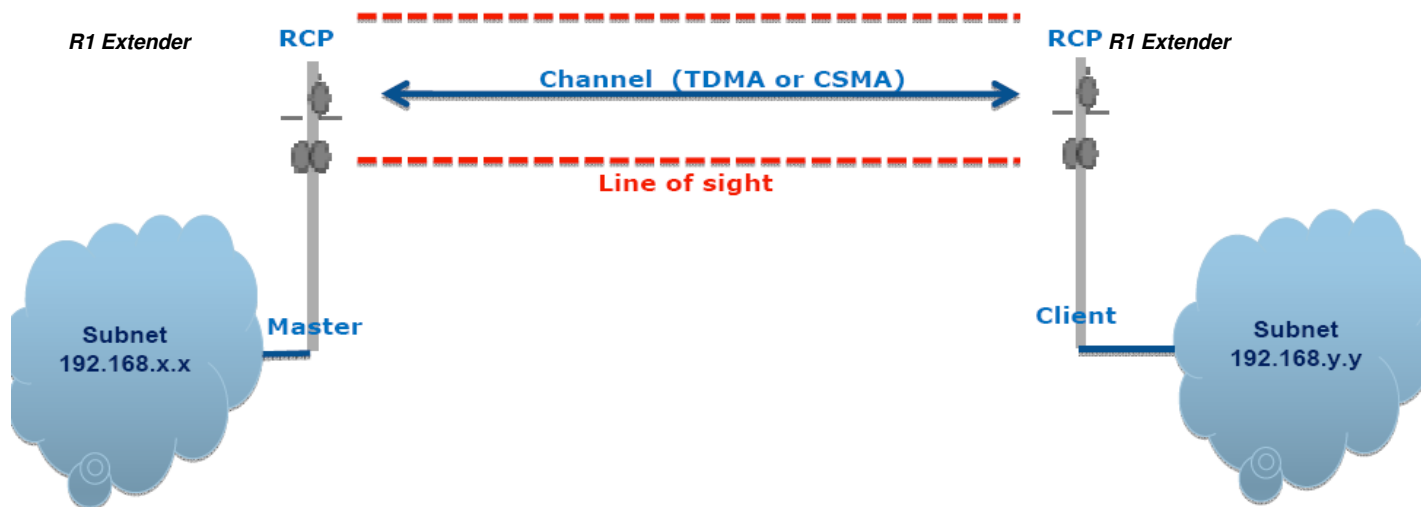 R1 Extender
RCP
RCP
R1 Extender
Channel (TDMA or CSMA)
Line of sight
Master
Client
Subnet
192.168.x.x
Subnet
192.168.y.y